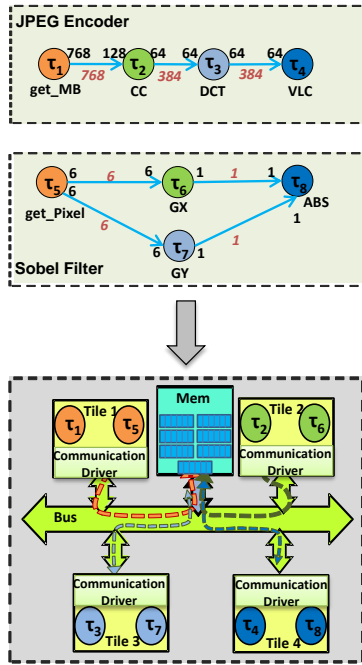 JPEG Encoder
768 128 64 64 64 64
τ1 τ2 τ3 τ4
768 384 384
get_MB CC DCT VLC
6 6 1 1
τ5 6 τ6 1 τ8
6
get_Pixel GX ABS
6 τ7 1 1 1
6
GY
Sobel Filter
Tile 1 Mem Tile 2
τ1 τ5 τ2 τ6
Communication Driver
Communication Driver
Bus
Communication Driver
Communication Driver
τ3 τ7 τ4 τ8
Tile 3 Tile 4